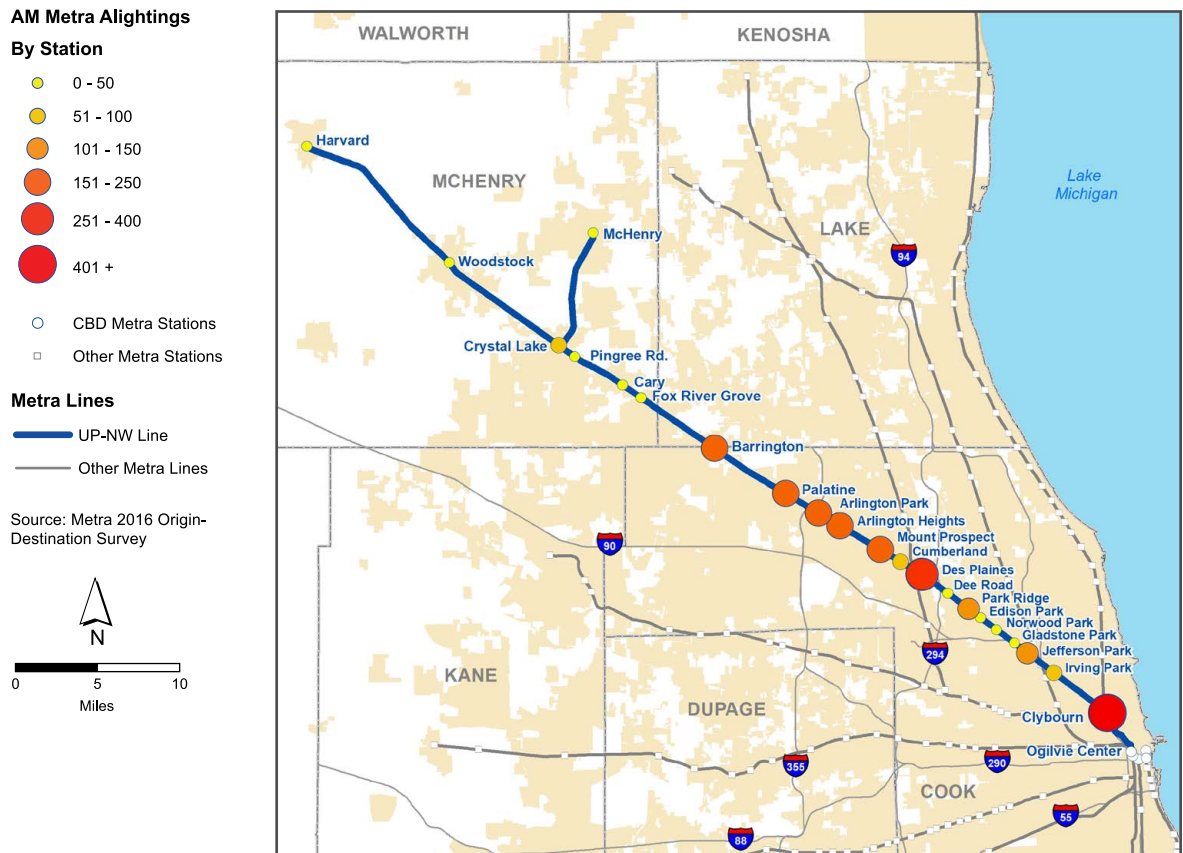 AM Metra Alightings
By Station
0 - 50
51 - 100
101 - 150
151 - 250
251 - 400
401 +
CBD Metra Stations
Other Metra Stations
Metra Lines
UP-NW Line
Other Metra Lines
Source: Metra 2016 Origin-
Destination Survey
N
0 5 10
Miles
WALWORTH
KENOSHA
Harvard
MCHENRY
Lake
Michigan
McHenry
LAKE
94
Woodstock
Crystal Lake
Pingree Rd.
Cary
Fox River Grove
Barrington
Palatine
Arlington Park
Arlington Heights
Mount Prospect
90
Cumberland
Des Plaines
Dee Road
Park Ridge
Edison Park
Norwood Park
Gladstone Park
Jefferson Park
294
Irving Park
KANE
DUPAGE
Clybourn
Ogilvie Center
355
290
COOK
55
88